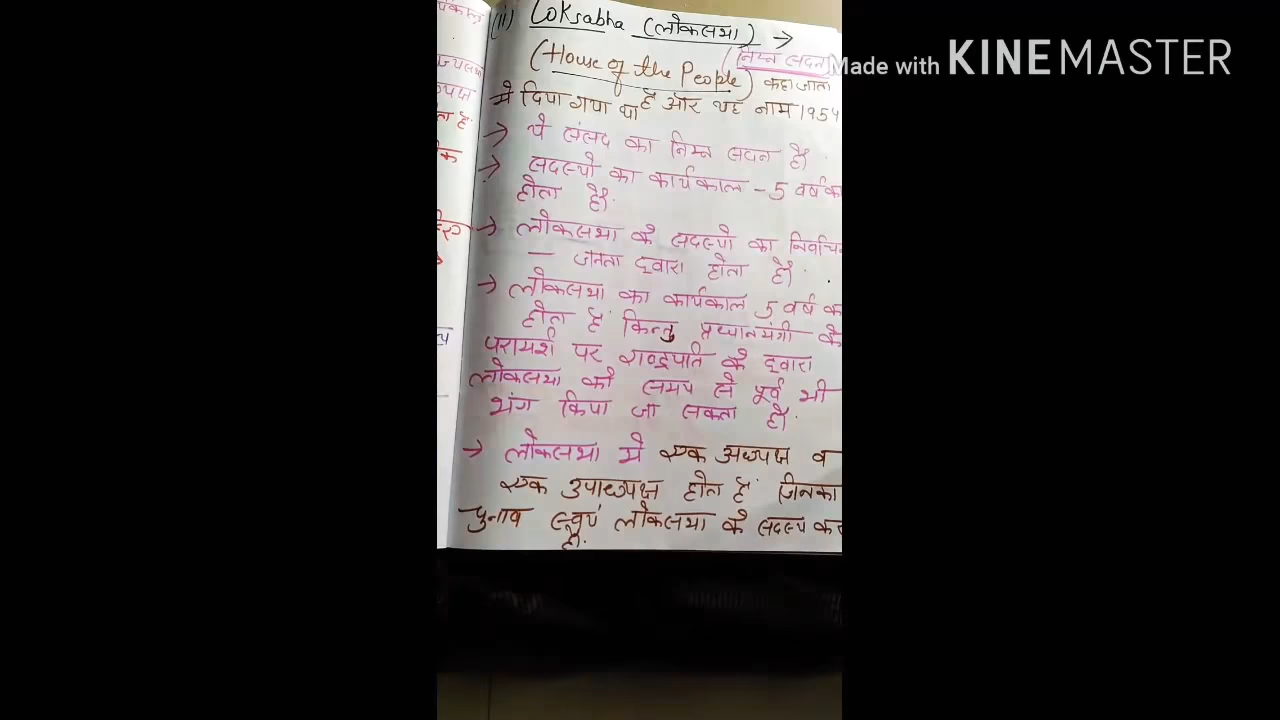 (ii) Loksabha (लोकसभा) →
(निम्न सदन)
Made with KINEMASTER
(House of the People) कहा जाता
है और यह नाम 1954
में दिया गया था
→ ये संसद का निम्न सदन है।
→ सदस्यो का कार्यकाल - 5 वर्ष का
होता है।
→ लोकसभा के सदस्यो का निर्वाच
- जनता द्वारा होता है।
→ लोकसभा का कार्यकाल 5 वर्ष का
होता है किन्तु प्रधानमंत्री के
परामर्श पर राष्ट्रपति के द्वारा
लोकसभा को समय से पूर्व भी
भंग किया जा सकता है।
→ लोकसभा मे एक अध्यक्ष व
एक उपाध्यक्ष होता है जिनका
चुनाव स्वयं लोकसभा के सदस्य कर
है।